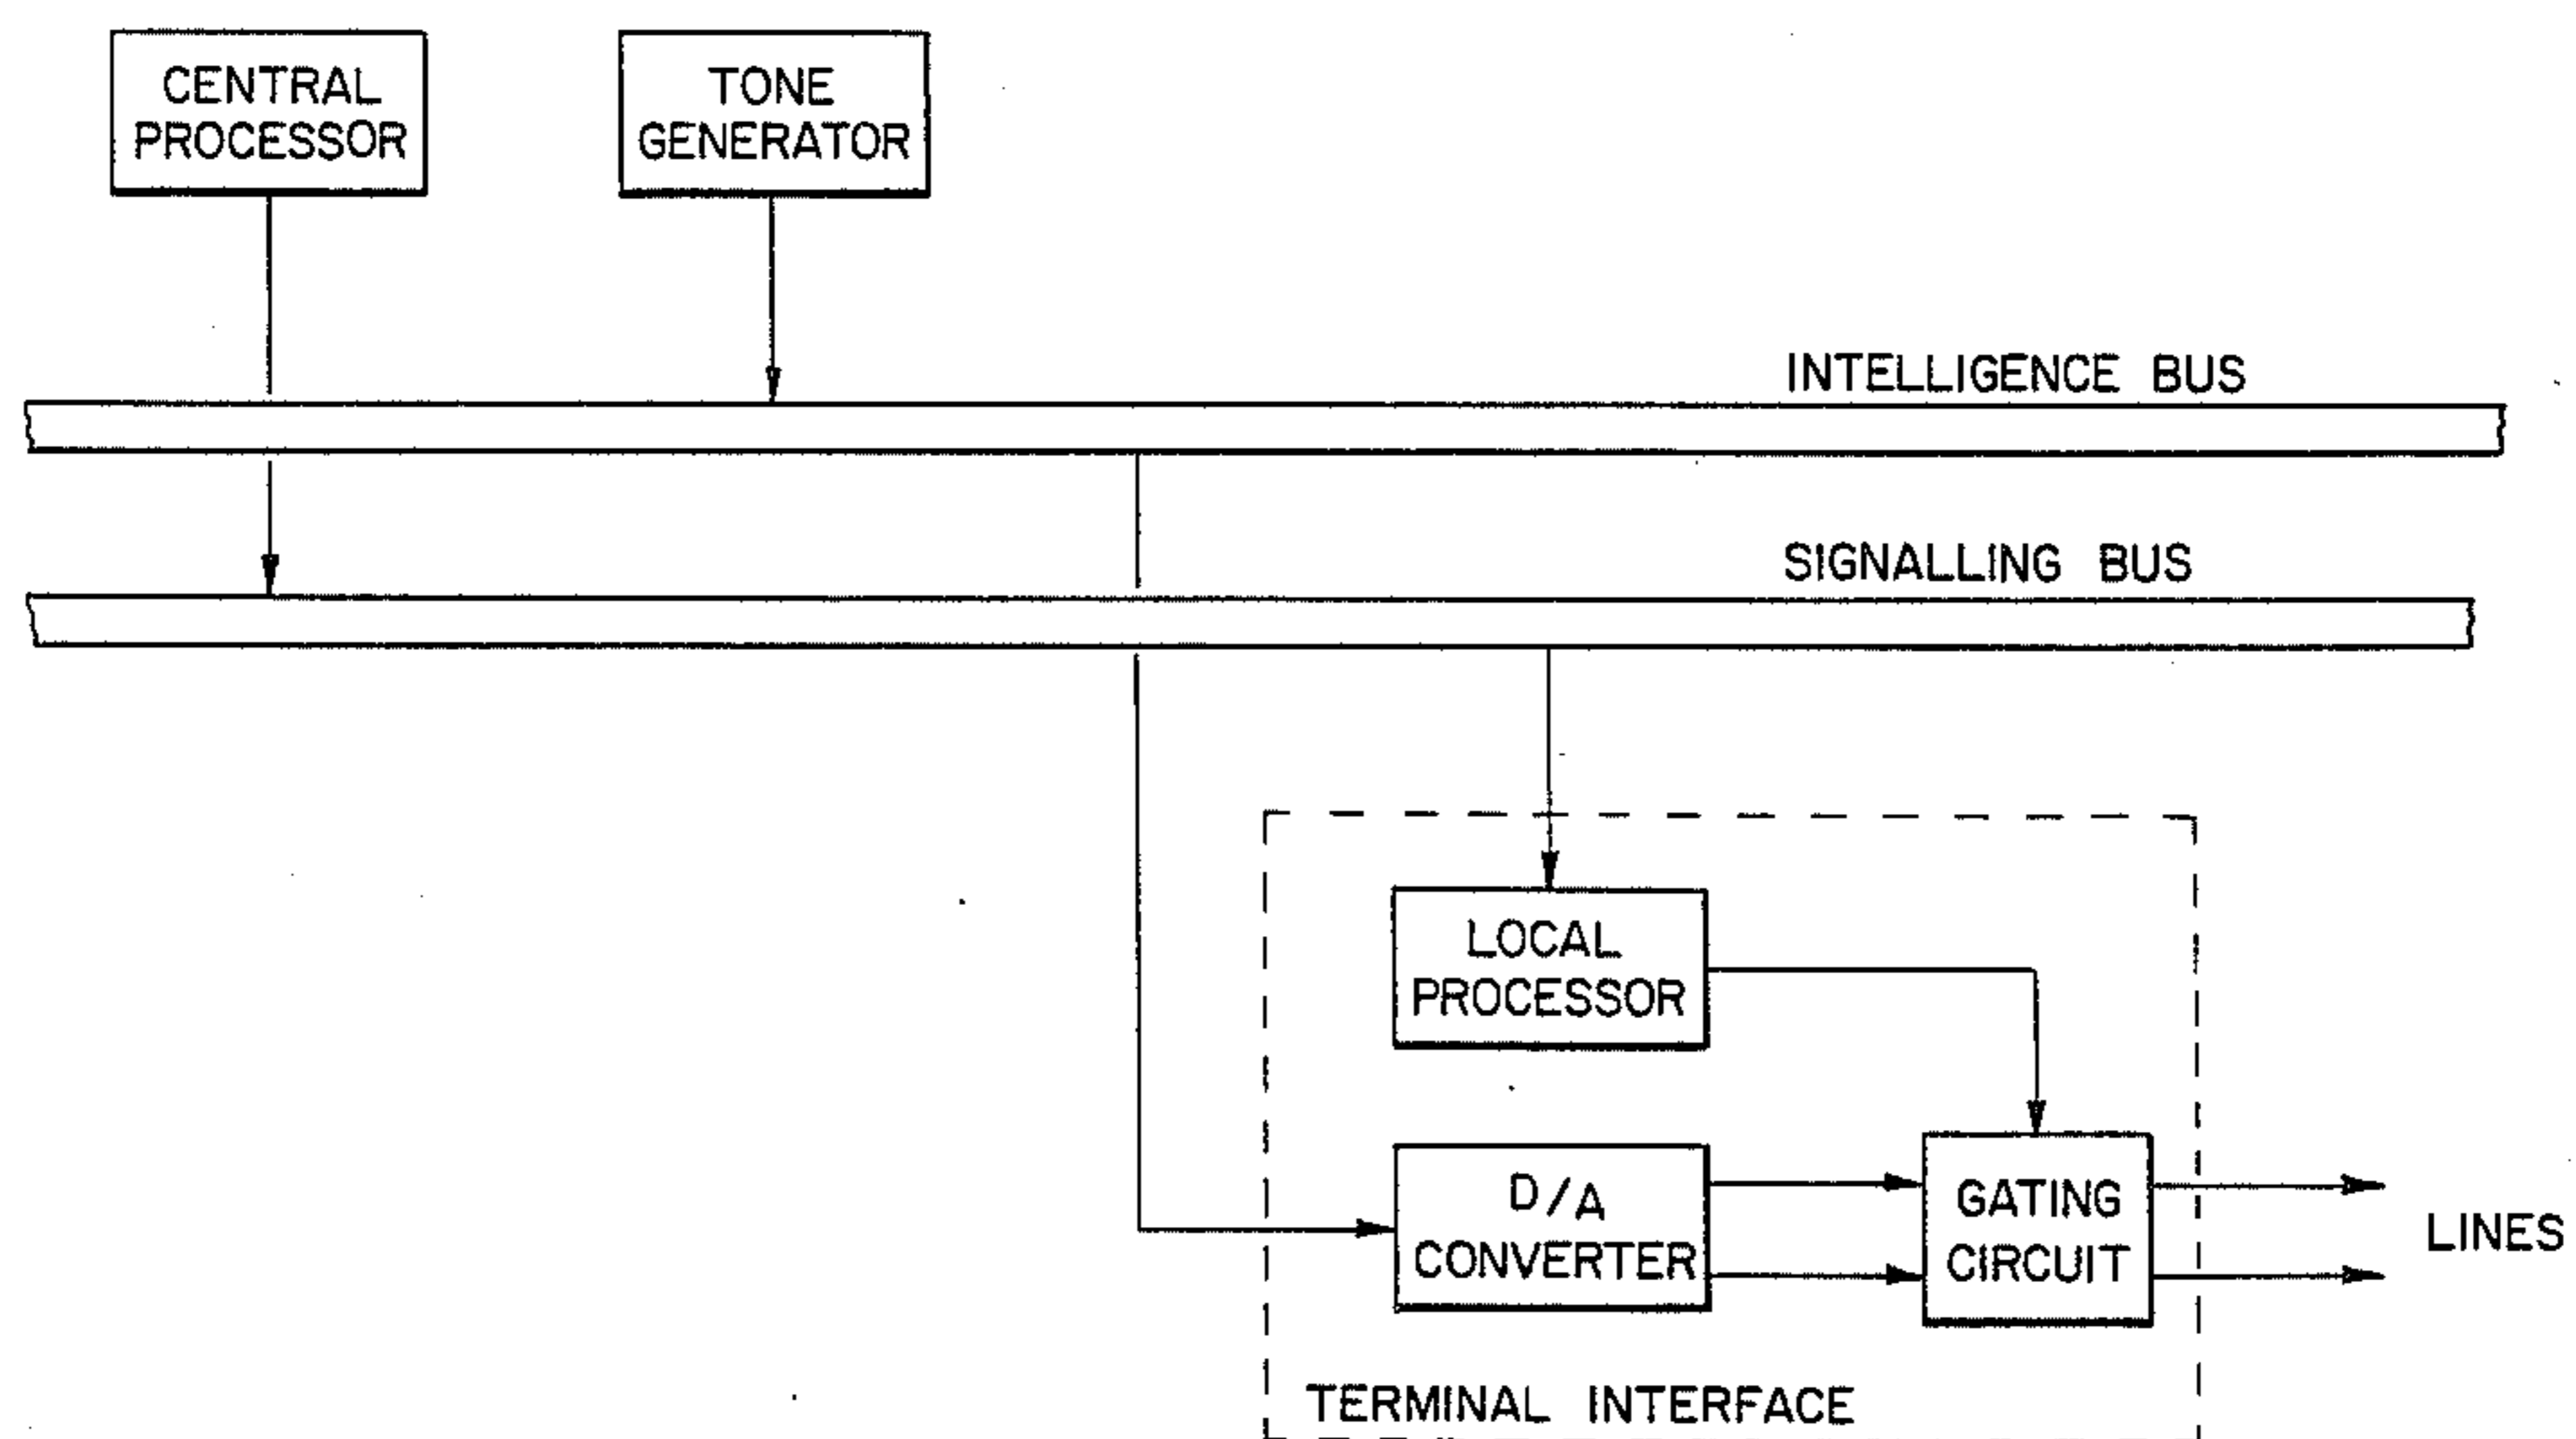 CENTRAL
PROCESSOR
TONE
GENERATOR
INTELLIGENCE BUS
SIGNALLING BUS
LOCAL
PROCESSOR
D/A
CONVERTER
GATING
CIRCUIT
LINES
TERMINAL INTERFACE